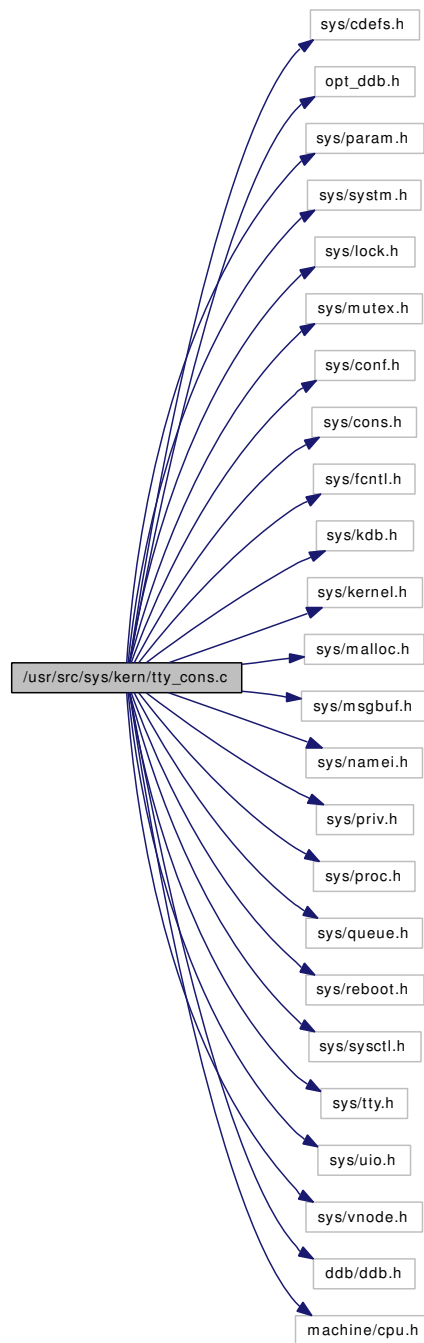 sys/cdefs.h
opt_ddb.h
sys/param.h
sys/systm.h
sys/lock.h
sys/mutex.h
sys/conf.h
sys/cons.h
sys/fcntl.h
sys/kdb.h
sys/kernel.h
/usr/src/sys/kern/tty_cons.c
sys/malloc.h
sys/msgbuf.h
sys/namei.h
sys/priv.h
sys/proc.h
sys/queue.h
sys/reboot.h
sys/sysctl.h
sys/tty.h
sys/uio.h
sys/vnode.h
ddb/ddb.h
machine/cpu.h